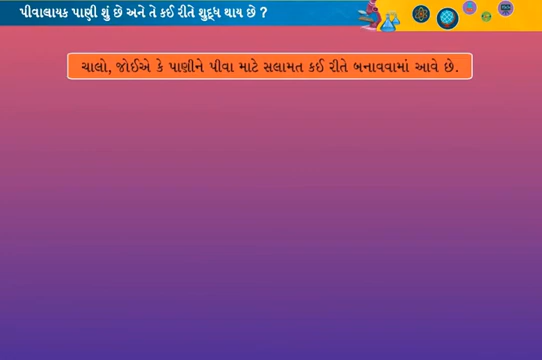 પીવાલાયક પાણી શું છે અને તે કઈ રીતે શુદ્ધ થાય છે ?
ચાલો, જોઈએ કે પાણીને પીવા માટે સલામત કઈ રીતે બનાવવામાં આવે છે.